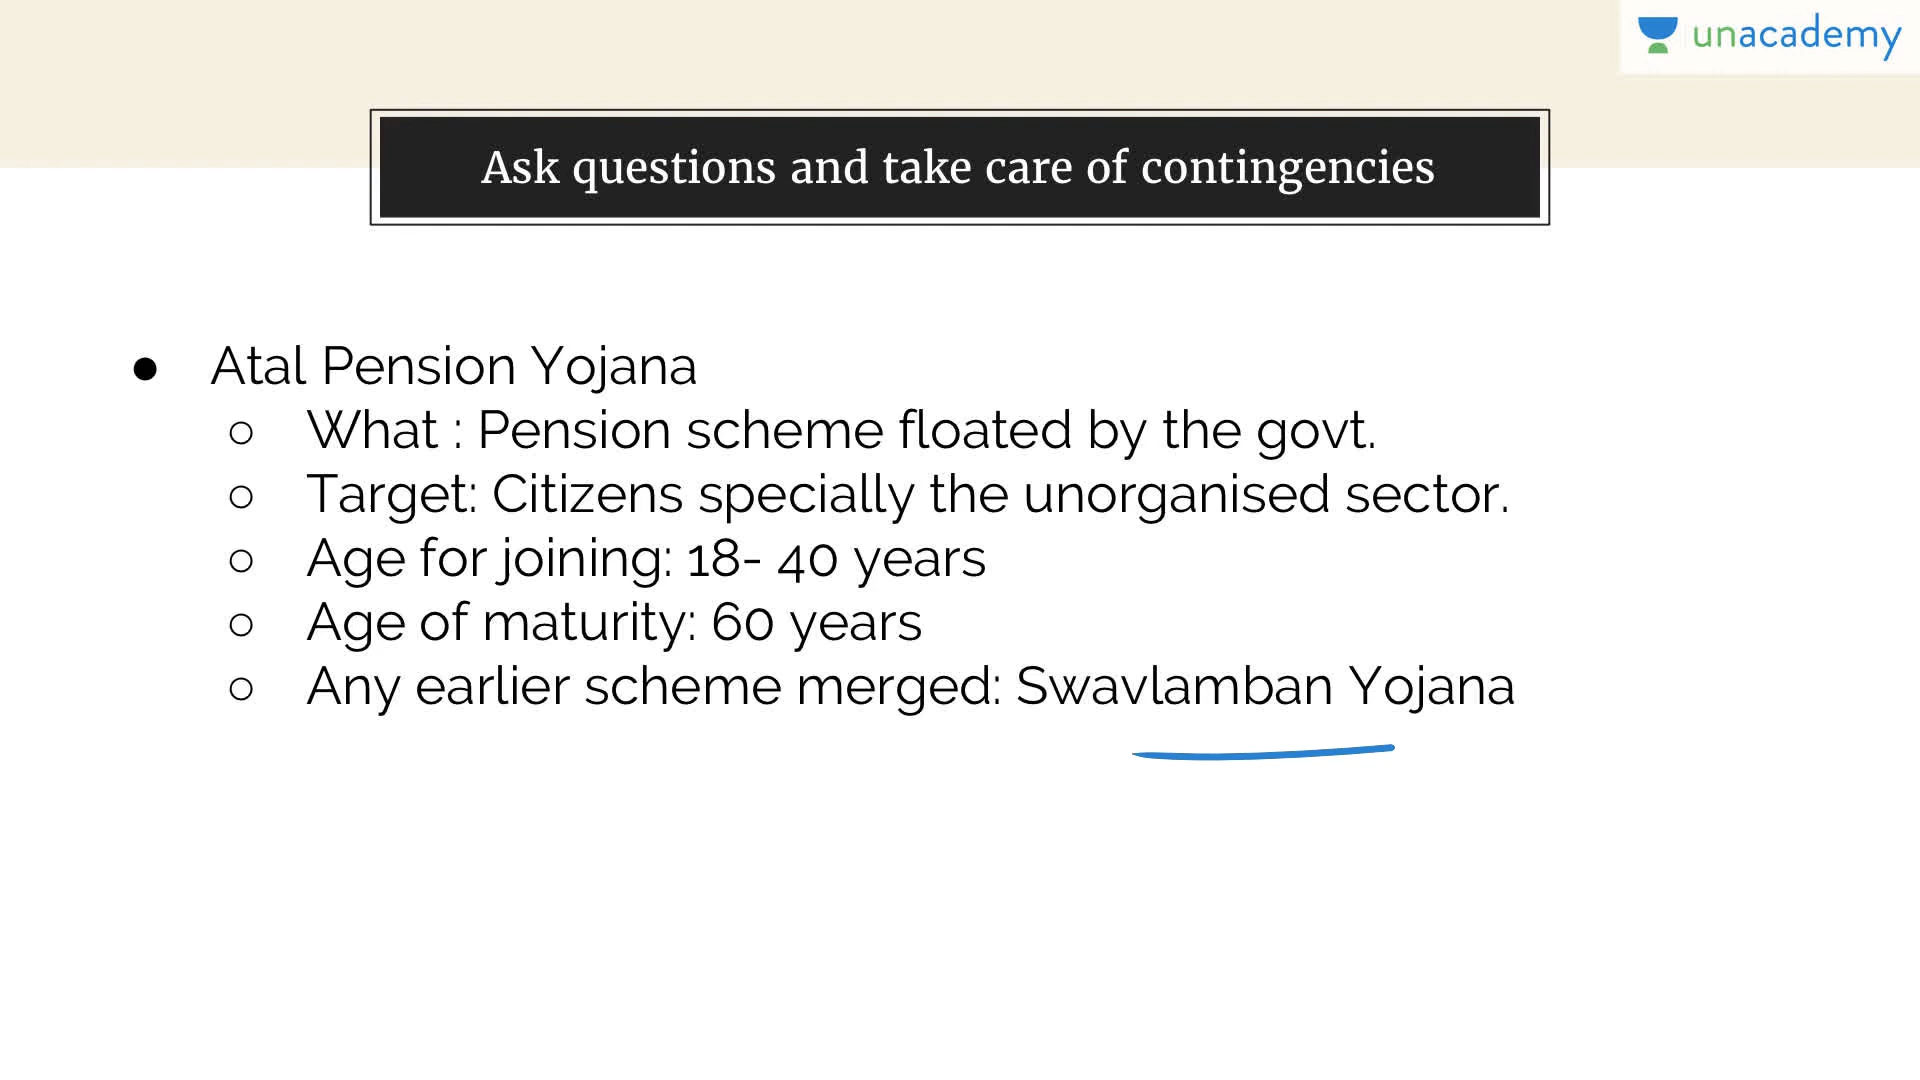 unacademy
Ask questions and take care of contingencies
● Atal Pension Yojana
○ What : Pension scheme floated by the govt.
○ Target: Citizens specially the unorganised sector.
○ Age for joining: 18- 40 years
○ Age of maturity: 60 years
○ Any earlier scheme merged: Swavlamban Yojana